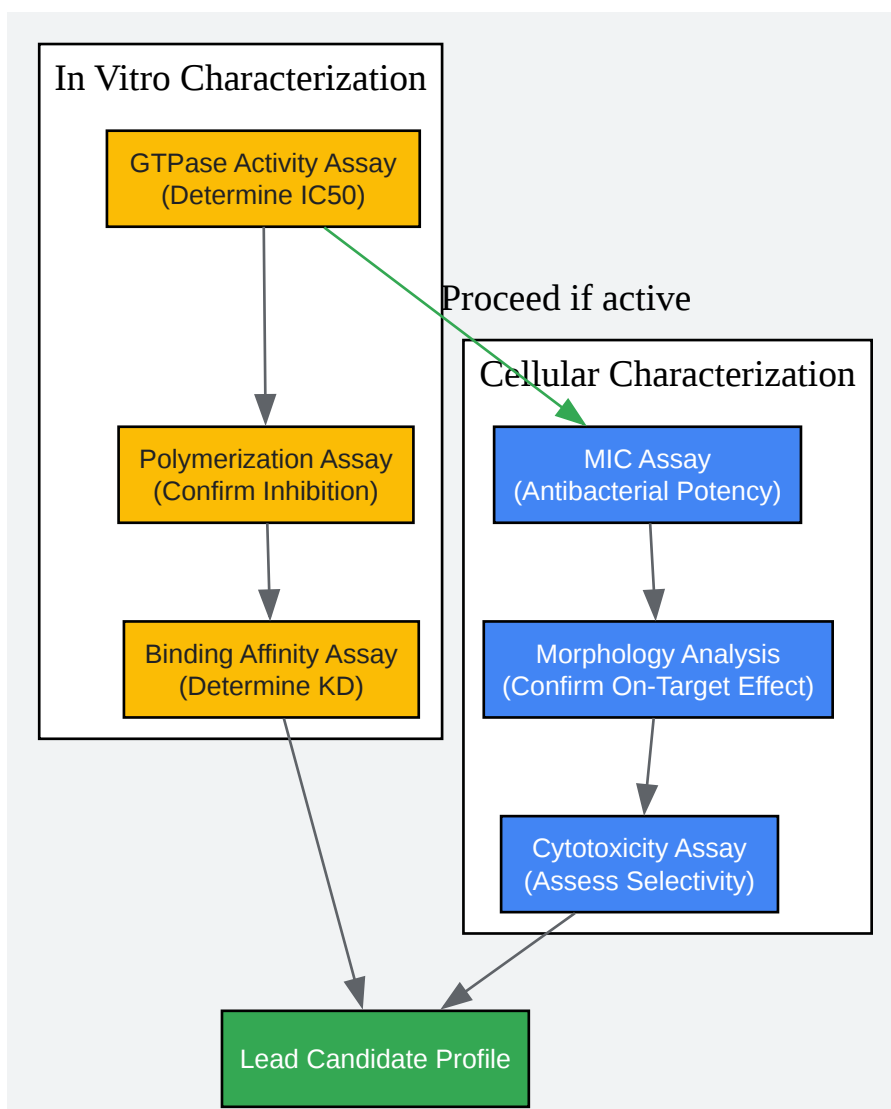 In Vitro Characterization
GTPase Activity Assay
(Determine IC50)
Proceed if active
Polymerization Assay
(Confirm Inhibition)
Binding Affinity Assay
(Determine KD)
Cellular Characterization
MIC Assay
(Antibacterial Potency)
Morphology Analysis
(Confirm On-Target Effect)
Cytotoxicity Assay
(Assess Selectivity)
Lead Candidate Profile